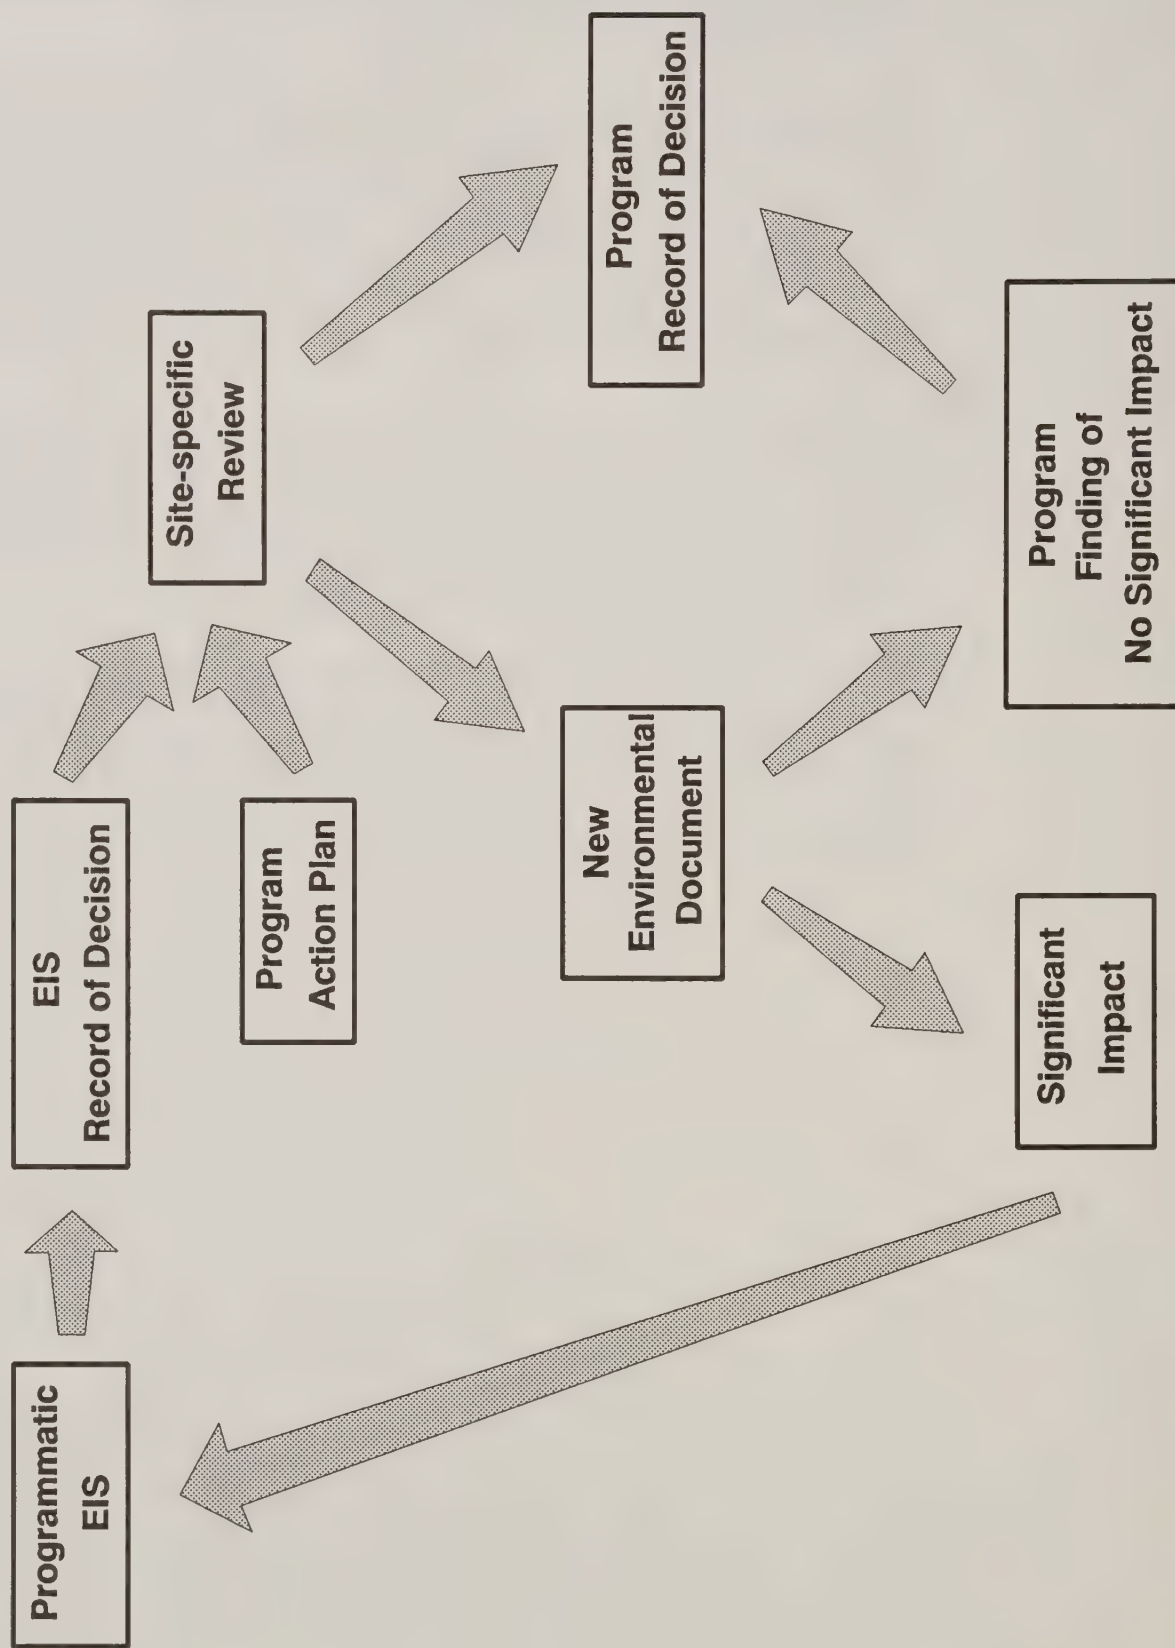 Programmatic
EIS
EIS
Record of Decision
Program
Action Plan
Site-specific
Review
New
Environmental
Document
Program
Record of Decision
Significant
Impact
Program
Finding of
No Significant Impact